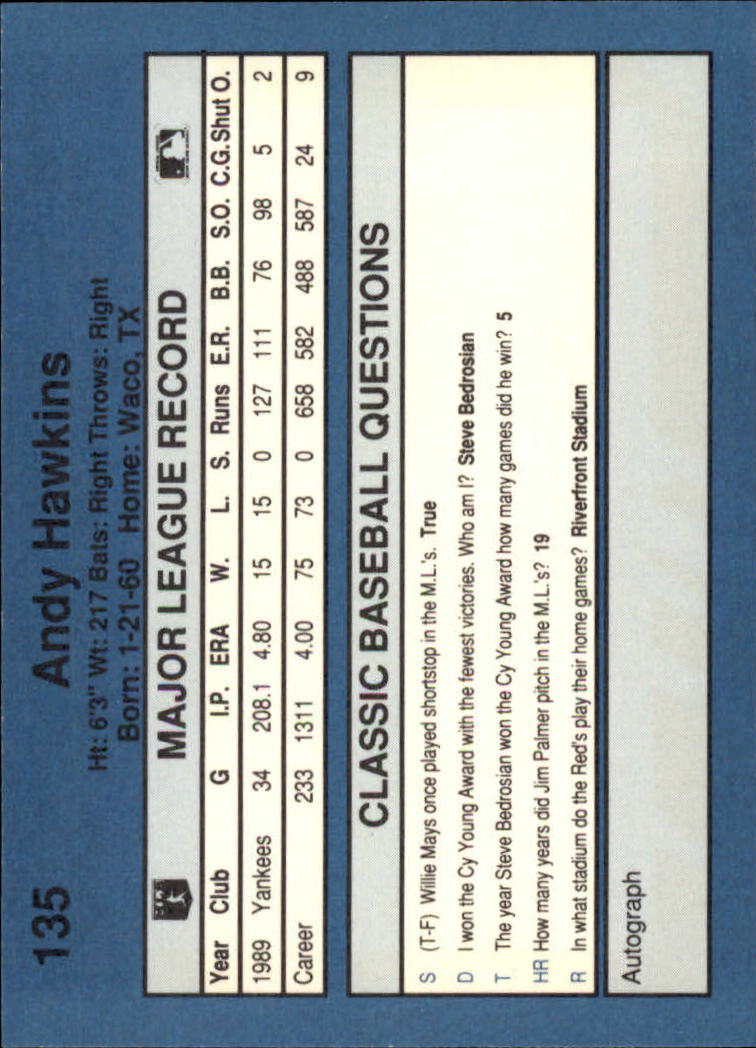 135 Andy Hawkins
Ht: 6'3" Wt: 217 Bats: Right Throws: Right
Born: 1-21-60 Home: Waco, TX
MAJOR LEAGUE RECORD
Year Club G I.P. ERA W. L. S. Runs E.R. B.B. S.O. C.G. Shut O.
1989 Yankees 34 208.1 4.80 15 15 0 127 111 76 98 5 2
Career 233 1311 4.00 75 73 0 658 582 488 587 24 9
CLASSIC BASEBALL QUESTIONS
S (T-F) Willie Mays once played shortstop in the M.L.'s. True
D I won the Cy Young Award with the fewest victories. Who am I? Steve Bedrosian
T The year Steve Bedrosian won the Cy Young Award how many games did he win? 5
HR How many years did Jim Palmer pitch in the M.L.'s? 19
R In what stadium do the Red's play their home games? Riverfront Stadium
Autograph